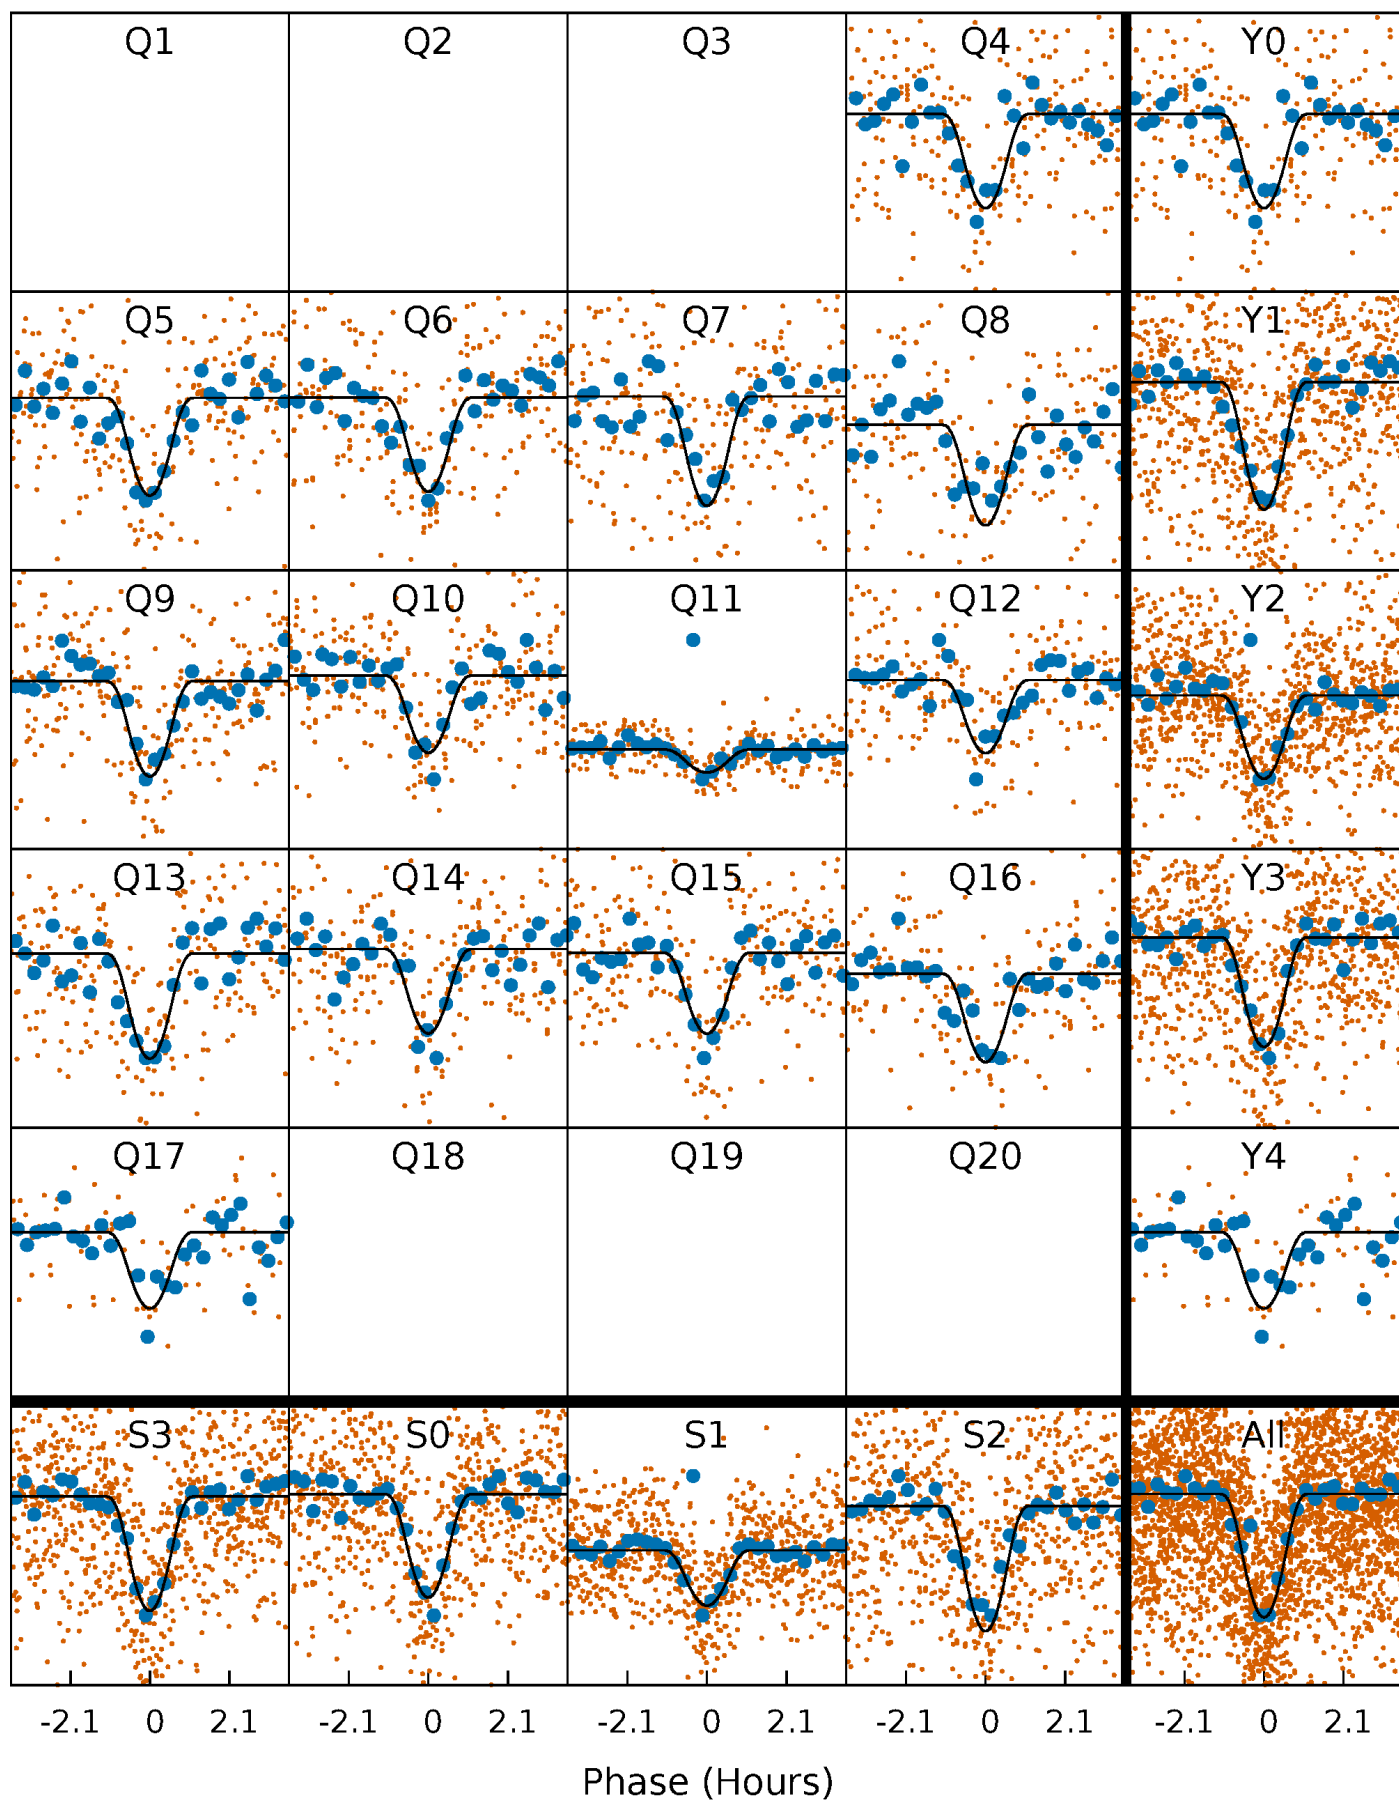 Q1 Q2 Q3 Q4 Y0
Q5 Q6 Q7 Q8 Y1
Q9 Q10 Q11 Q12 Y2
Q13 Q14 Q15 Q16 Y3
Q17 Q18 Q19 Q20 Y4
S3 S0 S1 S2 All
-2.1 0 2.1 -2.1 0 2.1 -2.1 0 2.1 -2.1 0 2.1 -2.1 0 2.1
Phase (Hours)